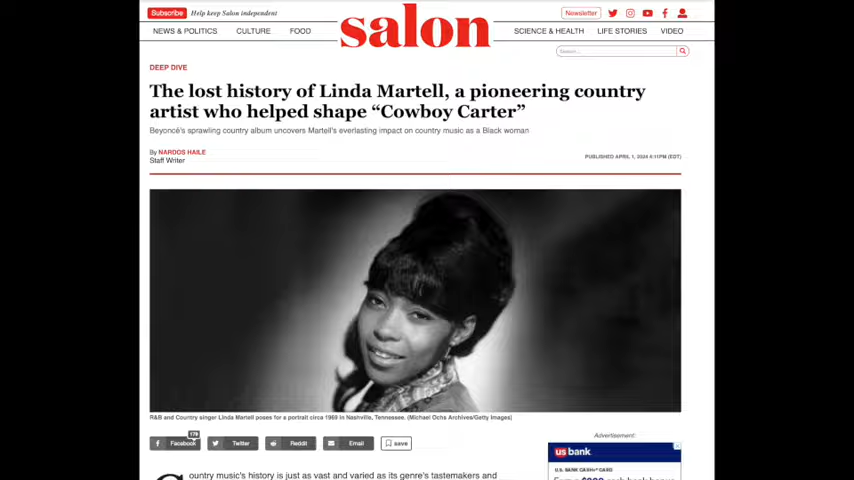 Subscribe Help keep Salon independent
salon
Newsletter
NEWS & POLITICS CULTURE FOOD SCIENCE & HEALTH LIFE STORIES VIDEO
Search...
DEEP DIVE
The lost history of Linda Martell, a pioneering country
artist who helped shape “Cowboy Carter”
Beyoncé's sprawling country album uncovers Martell's everlasting impact on country music as a Black woman
By NARDOS HAILE
Staff Writer
PUBLISHED APRIL 1, 2024 4:11PM (EDT)
R&B and Country singer Linda Martell poses for a portrait circa 1969 in Nashville, Tennessee. (Michael Ochs Archives/Getty Images)
Facebook Twitter Reddit Email save
Advertisement:
us bank
U.S. BANK CASH+ CARD
Country music's history is just as vast and varied as its genre's tastemakers and